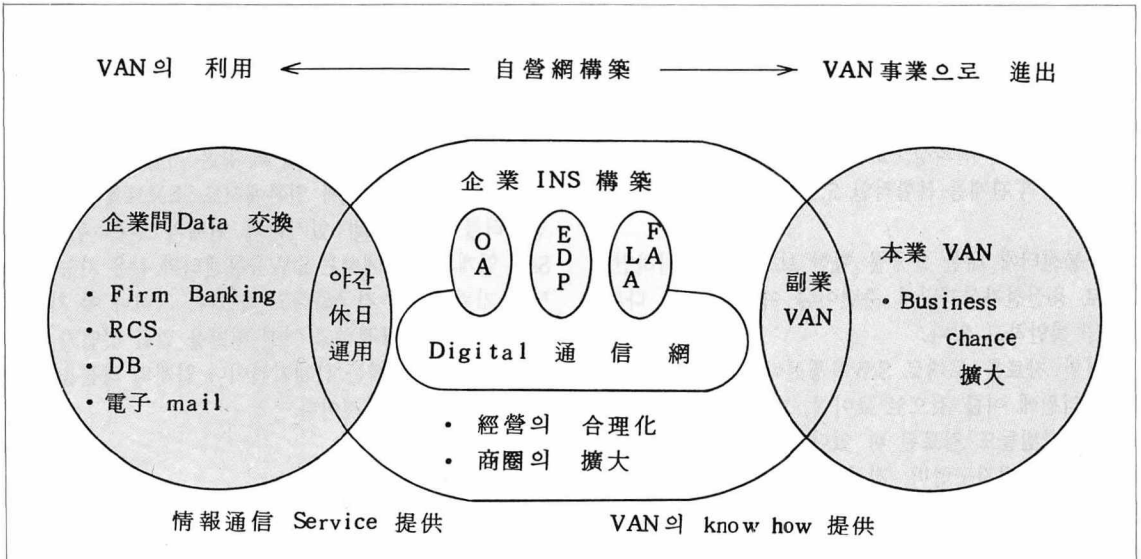 VAN의 利用 ← 自營網構築 → VAN事業으로 進出
企業間Data 交換
• Firm Banking
• RCS
• DB
• 電子 mail
야간
休日
運用
企業 INS 構築
OA
EDP
FA
LA
Digital 通信網
• 經營의 合理化
• 商圈의 擴大
副業
VAN
本業 VAN
• Business
chance
擴大
情報通信 Service 提供
VAN의 know how 提供